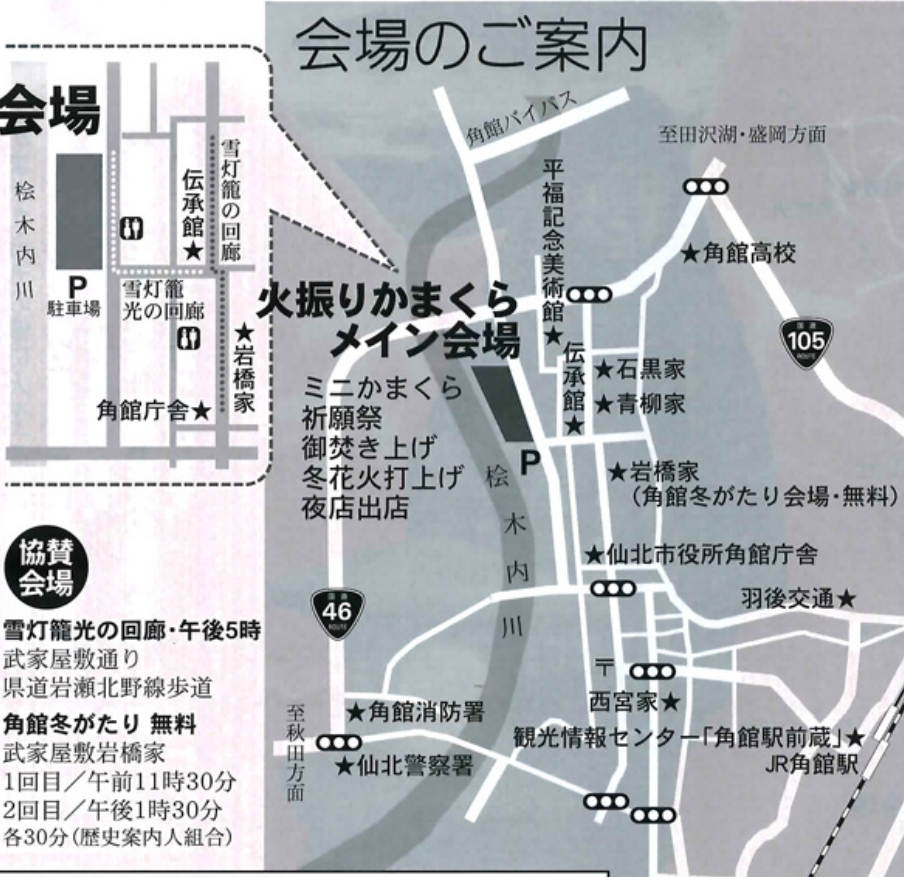 会場のご案内
会場
桧木内川
P
駐車場
伝承館★
雪灯籠の回廊
雪灯籠
光の回廊
★岩橋家
角館庁舎★
角館バイパス
至田沢湖・盛岡方面
平福記念美術館★
★角館高校
国道
105
ROUTE
火振りかまくら
メイン会場
ミニかまくら
祈願祭
御焚き上げ
冬花火打上げ
夜店出店
伝承館★
★石黒家
★青柳家
P
★岩橋家
(角館冬がたり会場・無料)
桧木内川
★仙北市役所角館庁舎
羽後交通★
国道
46
ROUTE
〒
西宮家★
★角館消防署
観光情報センター「角館駅前蔵」★
JR角館駅
至秋田方面
★仙北警察署
協賛
会場
雪灯籠光の回廊・午後5時
武家屋敷通り
県道岩瀬北野線歩道
角館冬がたり 無料
武家屋敷岩橋家
1回目/午前11時30分
2回目/午後1時30分
各30分(歴史案内人組合)